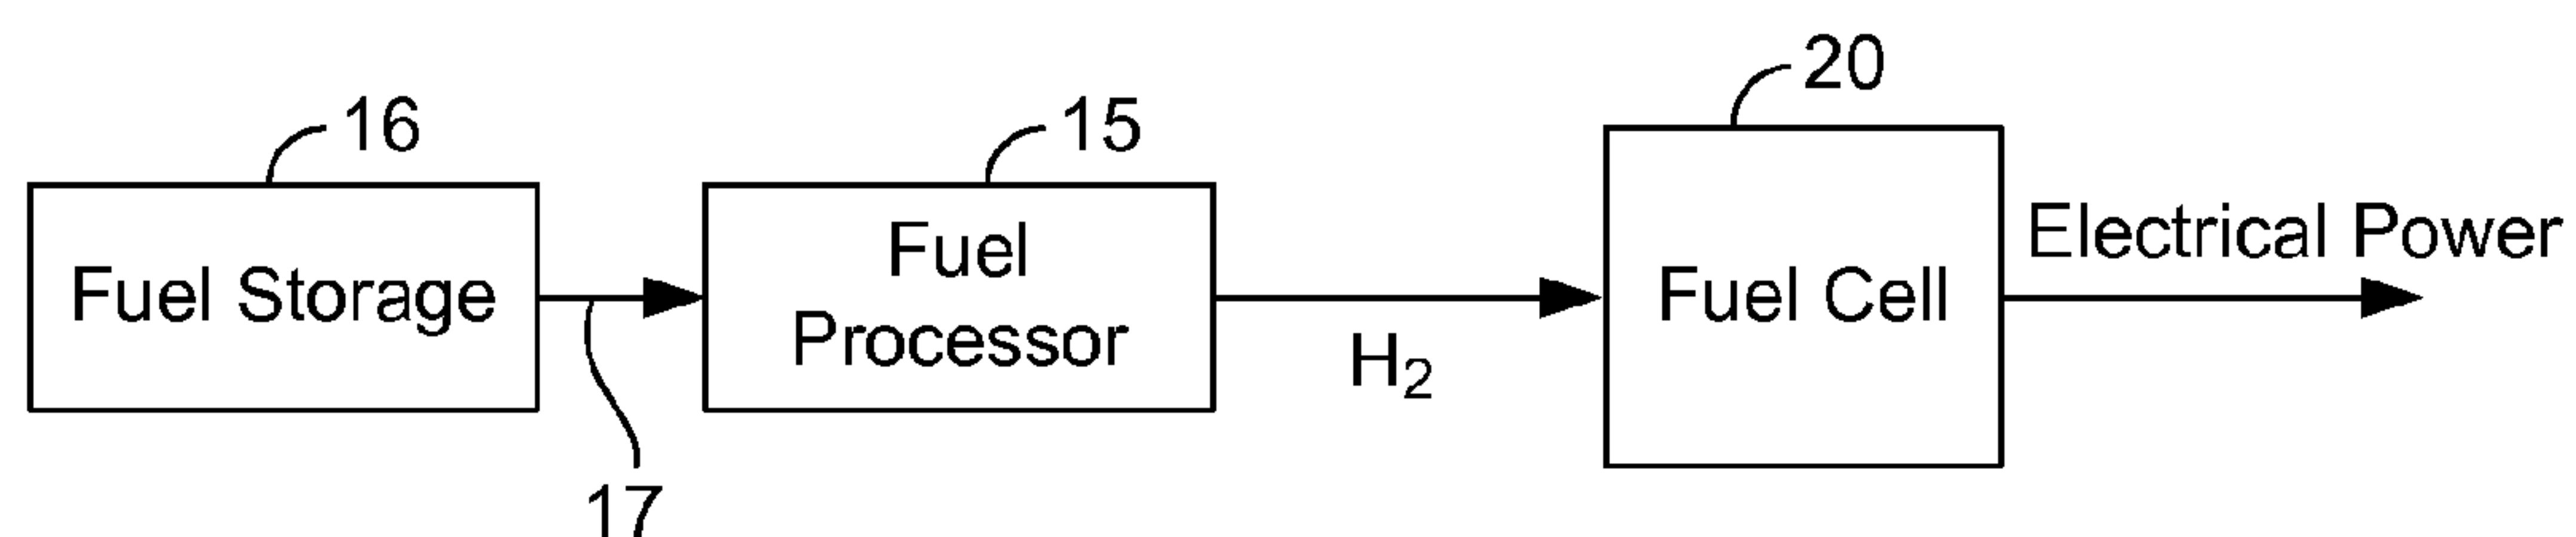 16
15
20
Fuel Storage
Fuel
Processor
H₂
Fuel Cell
Electrical Power
17